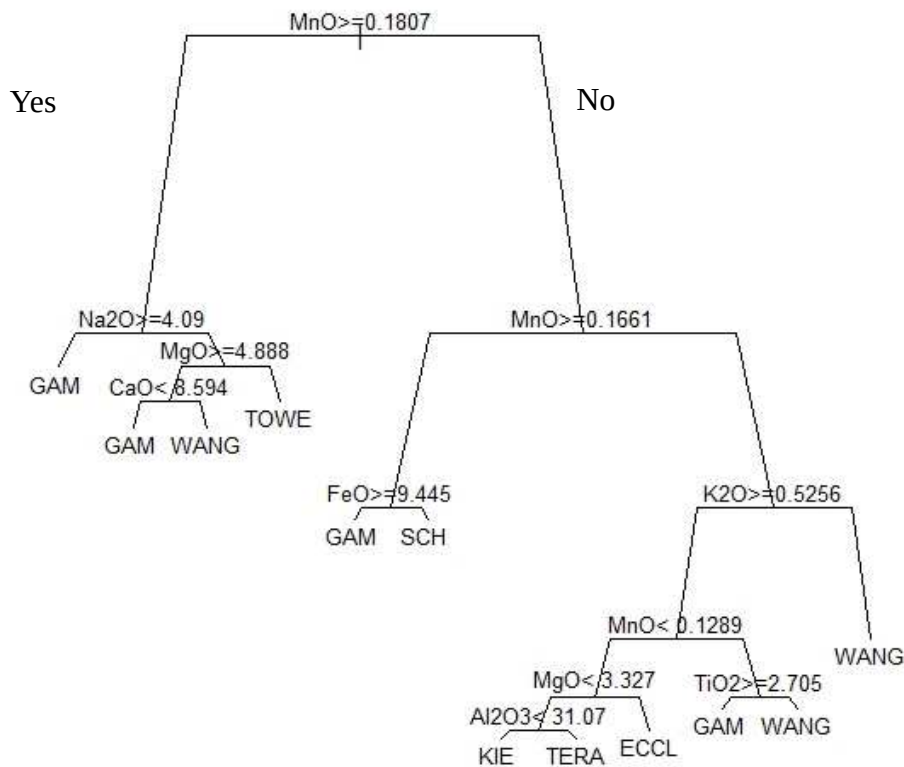 MnO>=0.1807
Yes
No
Na2O>=4.09
MnO>=0.1661
MgO>=4.888
GAM
CaO< 8.594
TOWE
GAM
WANG
FeO>=9.445
K2O>=0.5256
GAM
SCH
MnO< 0.1289
WANG
MgO< 3.327
TiO2>=2.705
Al2O3< 31.07
GAM
WANG
KIE
TERA
ECCL